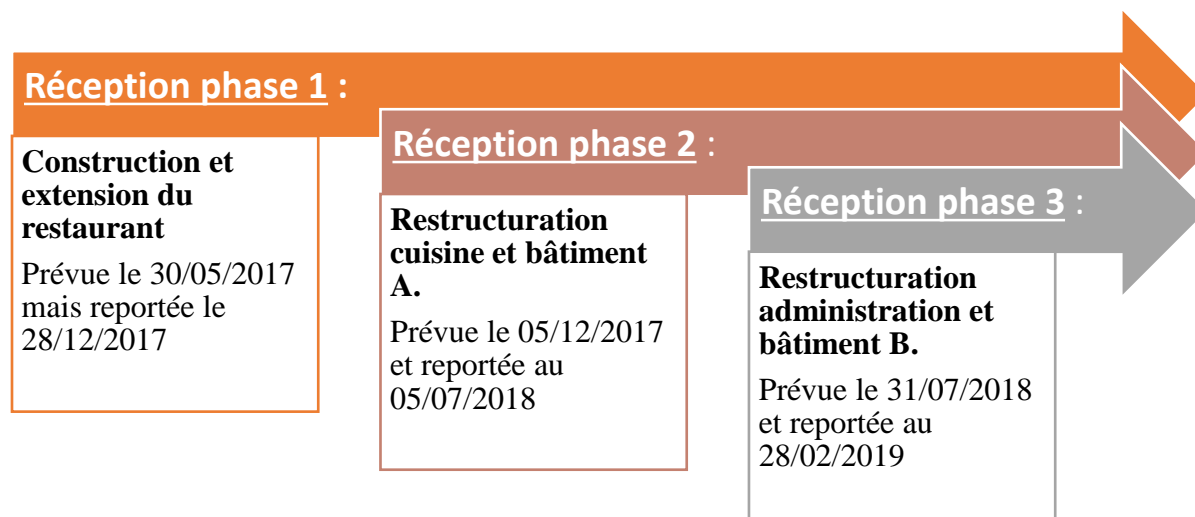 Réception phase 1 :
Construction et
extension du
restaurant
Prévue le 30/05/2017
mais reportée le
28/12/2017
Réception phase 2 :
Restructuration
cuisine et bâtiment
A.
Prévue le 05/12/2017
et reportée au
05/07/2018
Réception phase 3 :
Restructuration
administration et
bâtiment B.
Prévue le 31/07/2018
et reportée au
28/02/2019